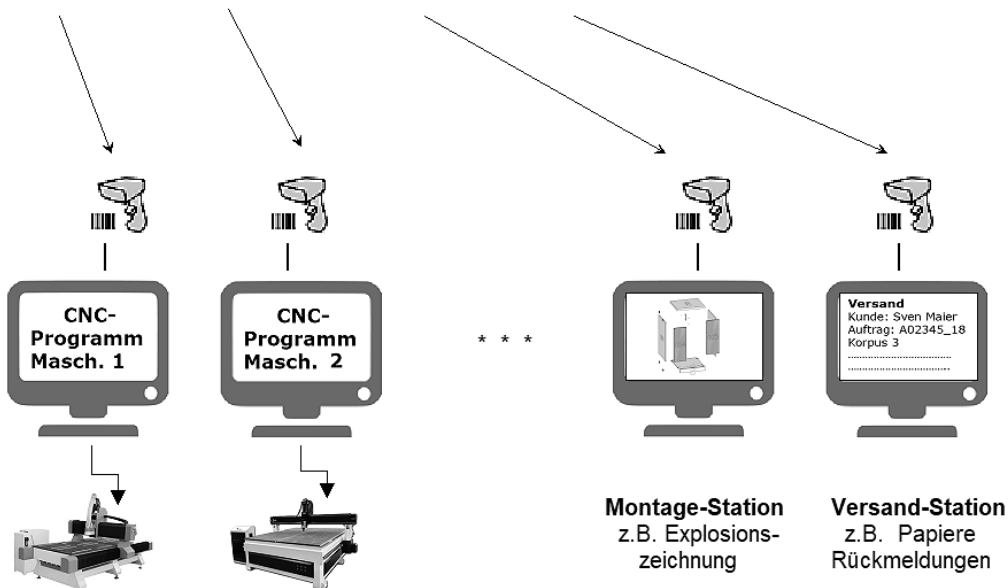 CNC-
Programm
Masch. 1
CNC-
Programm
Masch. 2
* * *
Versand
Kunde: Sven Maier
Auftrag: A02345_18
Korpus 3
Montage-Station
z.B. Explosions-
zeichnung
Versand-Station
z.B. Papiere
Rückmeldungen